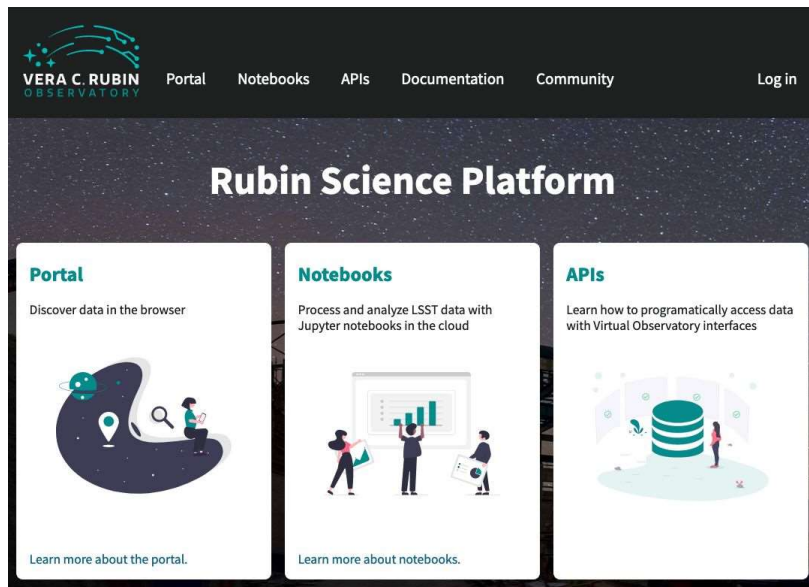 VERA C. RUBIN
OBSERVATORY
Portal
Notebooks
APIs
Documentation
Community
Log in
Rubin Science Platform
Portal
Discover data in the browser
Learn more about the portal.
Notebooks
Process and analyze LSST data with
Jupyter notebooks in the cloud
Learn more about notebooks.
APIs
Learn how to programatically access data
with Virtual Observatory interfaces